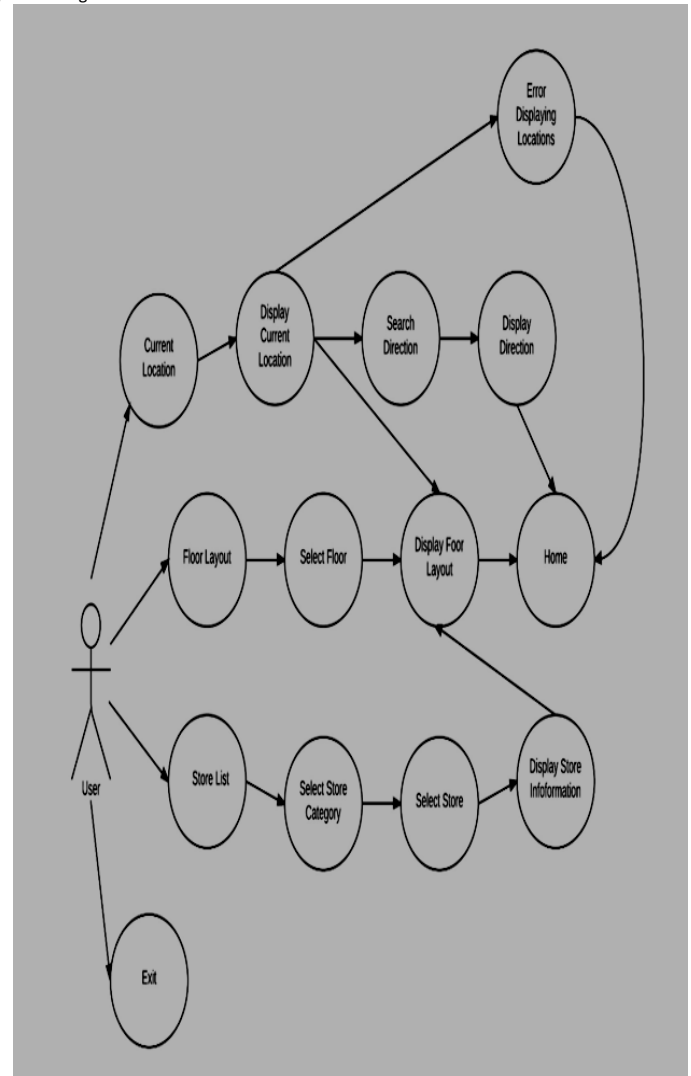 Error
Displaying
Locations
Display
Current
Location
Search
Direction
Display
Direction
Current
Location
Floor Layout
Select Floor
Display Foor
Layout
Home
User
Store List
Select Store
Category
Select Store
Display Store
Infoformation
Exit